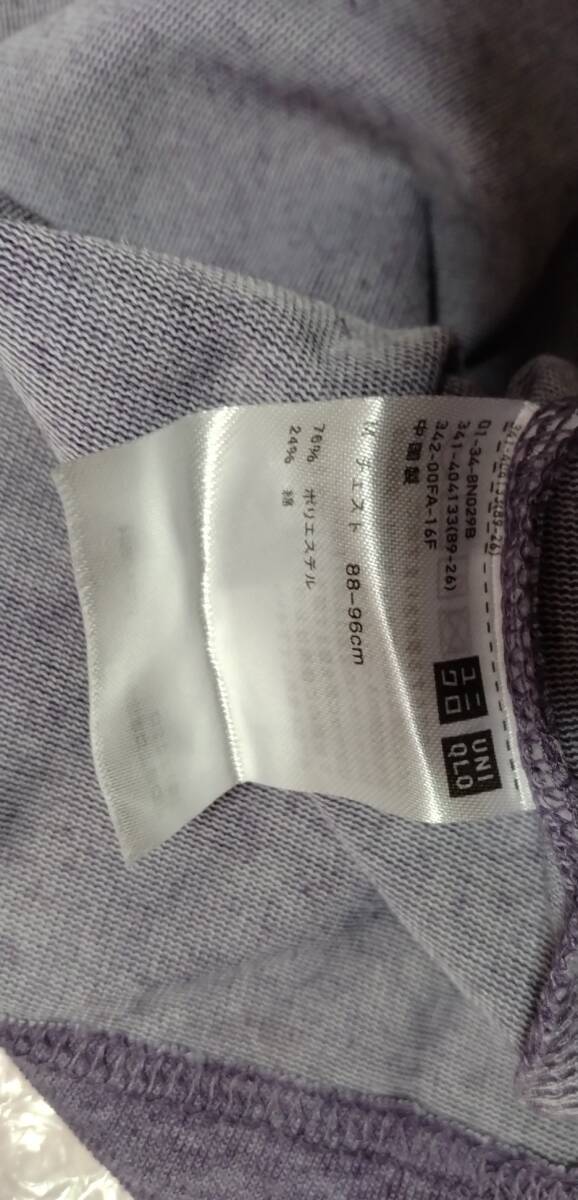 ユニ
クロ
UNI
QLO
01-34-8N029B
341-404133(89-26)
342-00FA-16F
中国製
M チェスト 88-96cm
76% ポリエステル
24% 綿